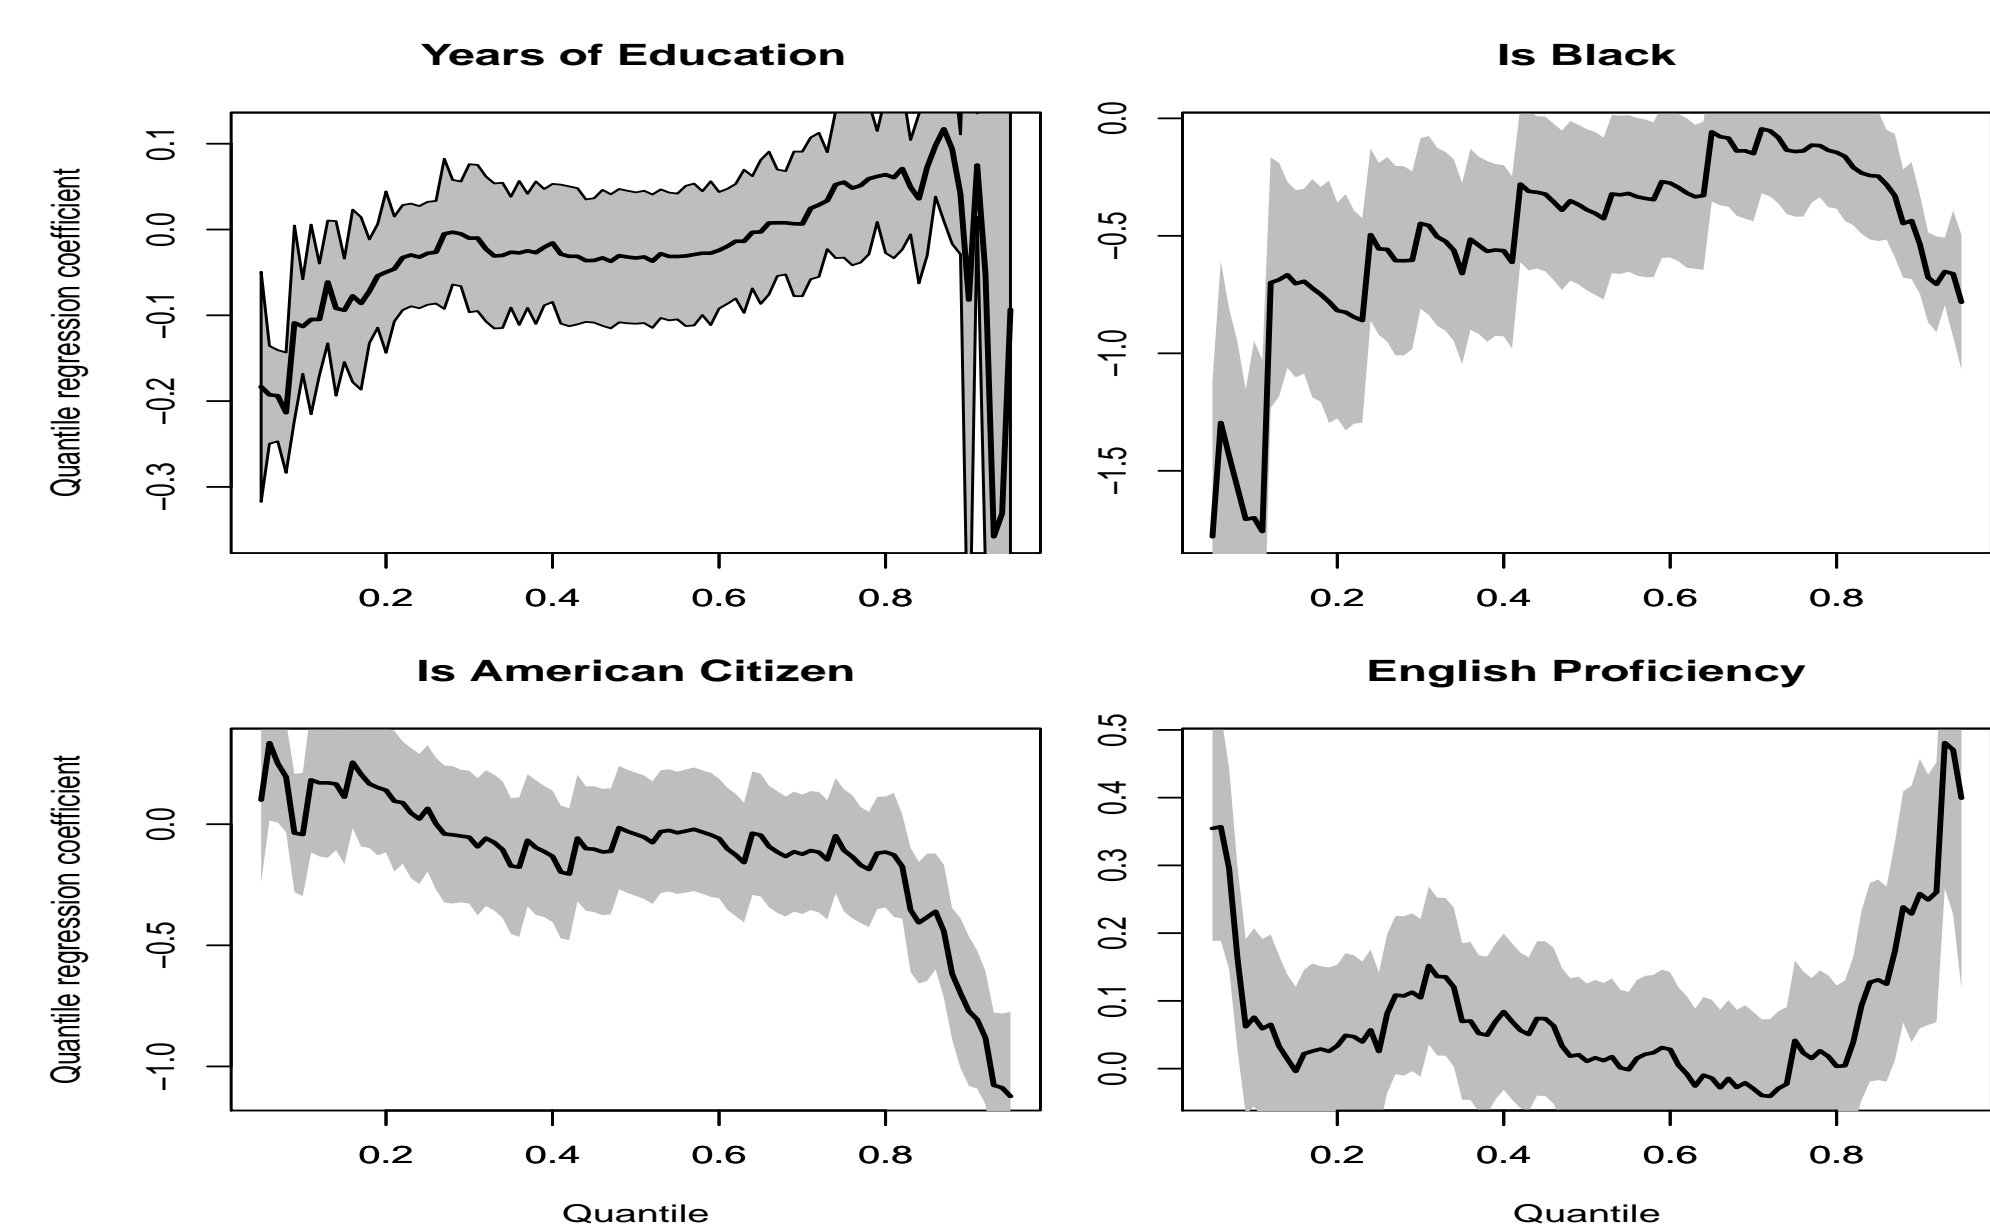 Years of Education
Quantile regression coefficient
0.1
0.0
−0.1
−0.2
−0.3
0.2 0.4 0.6 0.8
Is Black
0.0
−0.5
−1.0
−1.5
0.2 0.4 0.6 0.8
Is American Citizen
Quantile regression coefficient
0.0
−0.5
−1.0
0.2 0.4 0.6 0.8
Quantile
English Proficiency
0.5
0.4
0.3
0.2
0.1
0.0
0.2 0.4 0.6 0.8
Quantile